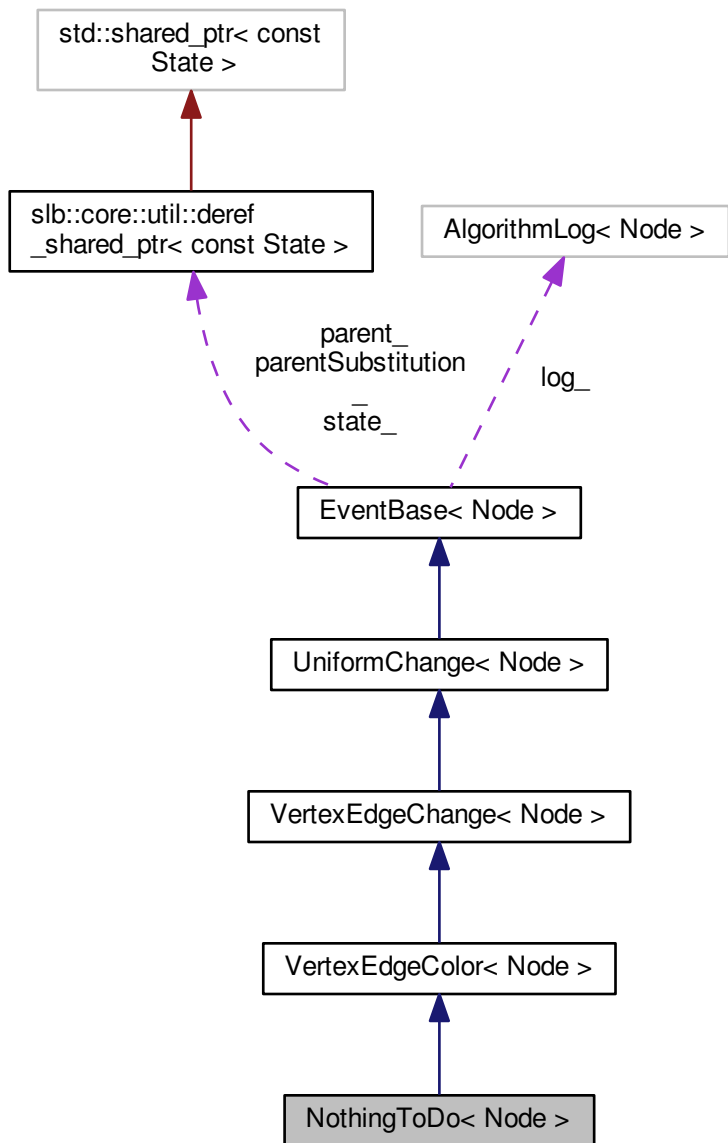 std::shared_ptr< const
State >
slb::core::util::deref
_shared_ptr< const State >
AlgorithmLog< Node >
parent_
parentSubstitution
_
state_
log_
EventBase< Node >
UniformChange< Node >
VertexEdgeChange< Node >
VertexEdgeColor< Node >
NothingToDo< Node >